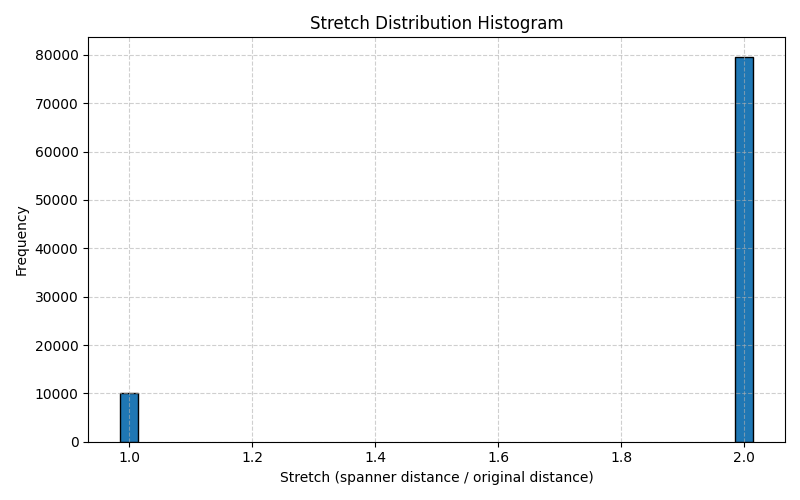 Stretch Distribution Histogram
Frequency
80000
70000
60000
50000
40000
30000
20000
10000
0
1.0 1.2 1.4 1.6 1.8 2.0
Stretch (spanner distance / original distance)